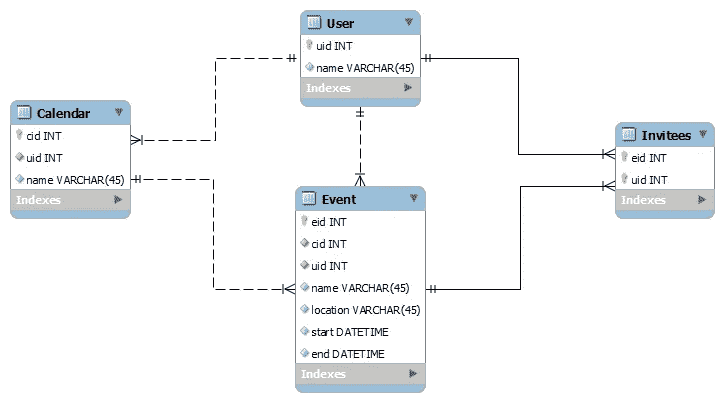 User
uid INT
name VARCHAR(45)
Indexes
Calendar
cid INT
uid INT
name VARCHAR(45)
Indexes
Invitees
eid INT
uid INT
Indexes
Event
eid INT
cid INT
uid INT
name VARCHAR(45)
location VARCHAR(45)
start DATETIME
end DATETIME
Indexes